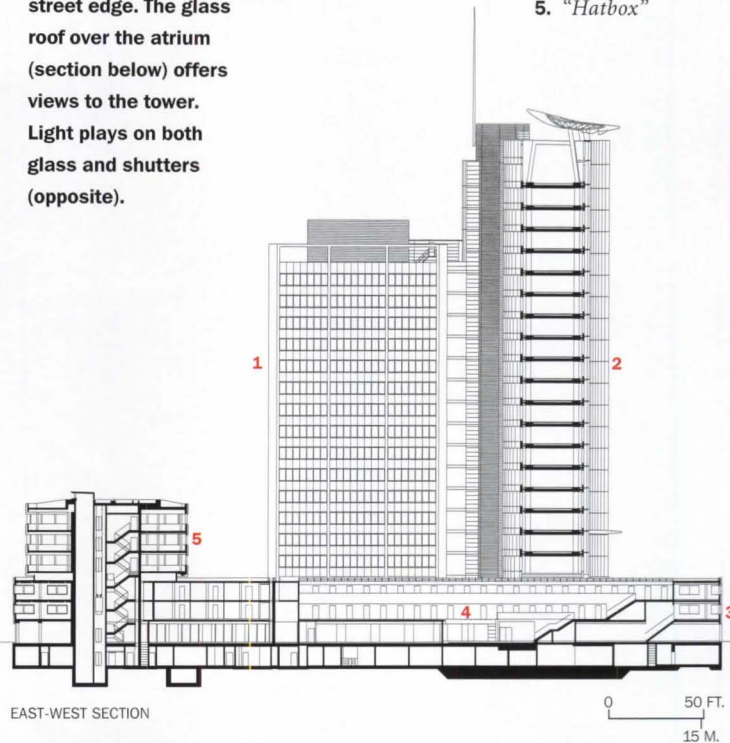 street edge. The glass
roof over the atrium
(section below) offers
views to the tower.
Light plays on both
glass and shutters
(opposite).
5. "Hatbox"
1
2
5
4
3
EAST-WEST SECTION
0 50 FT.
15 M.